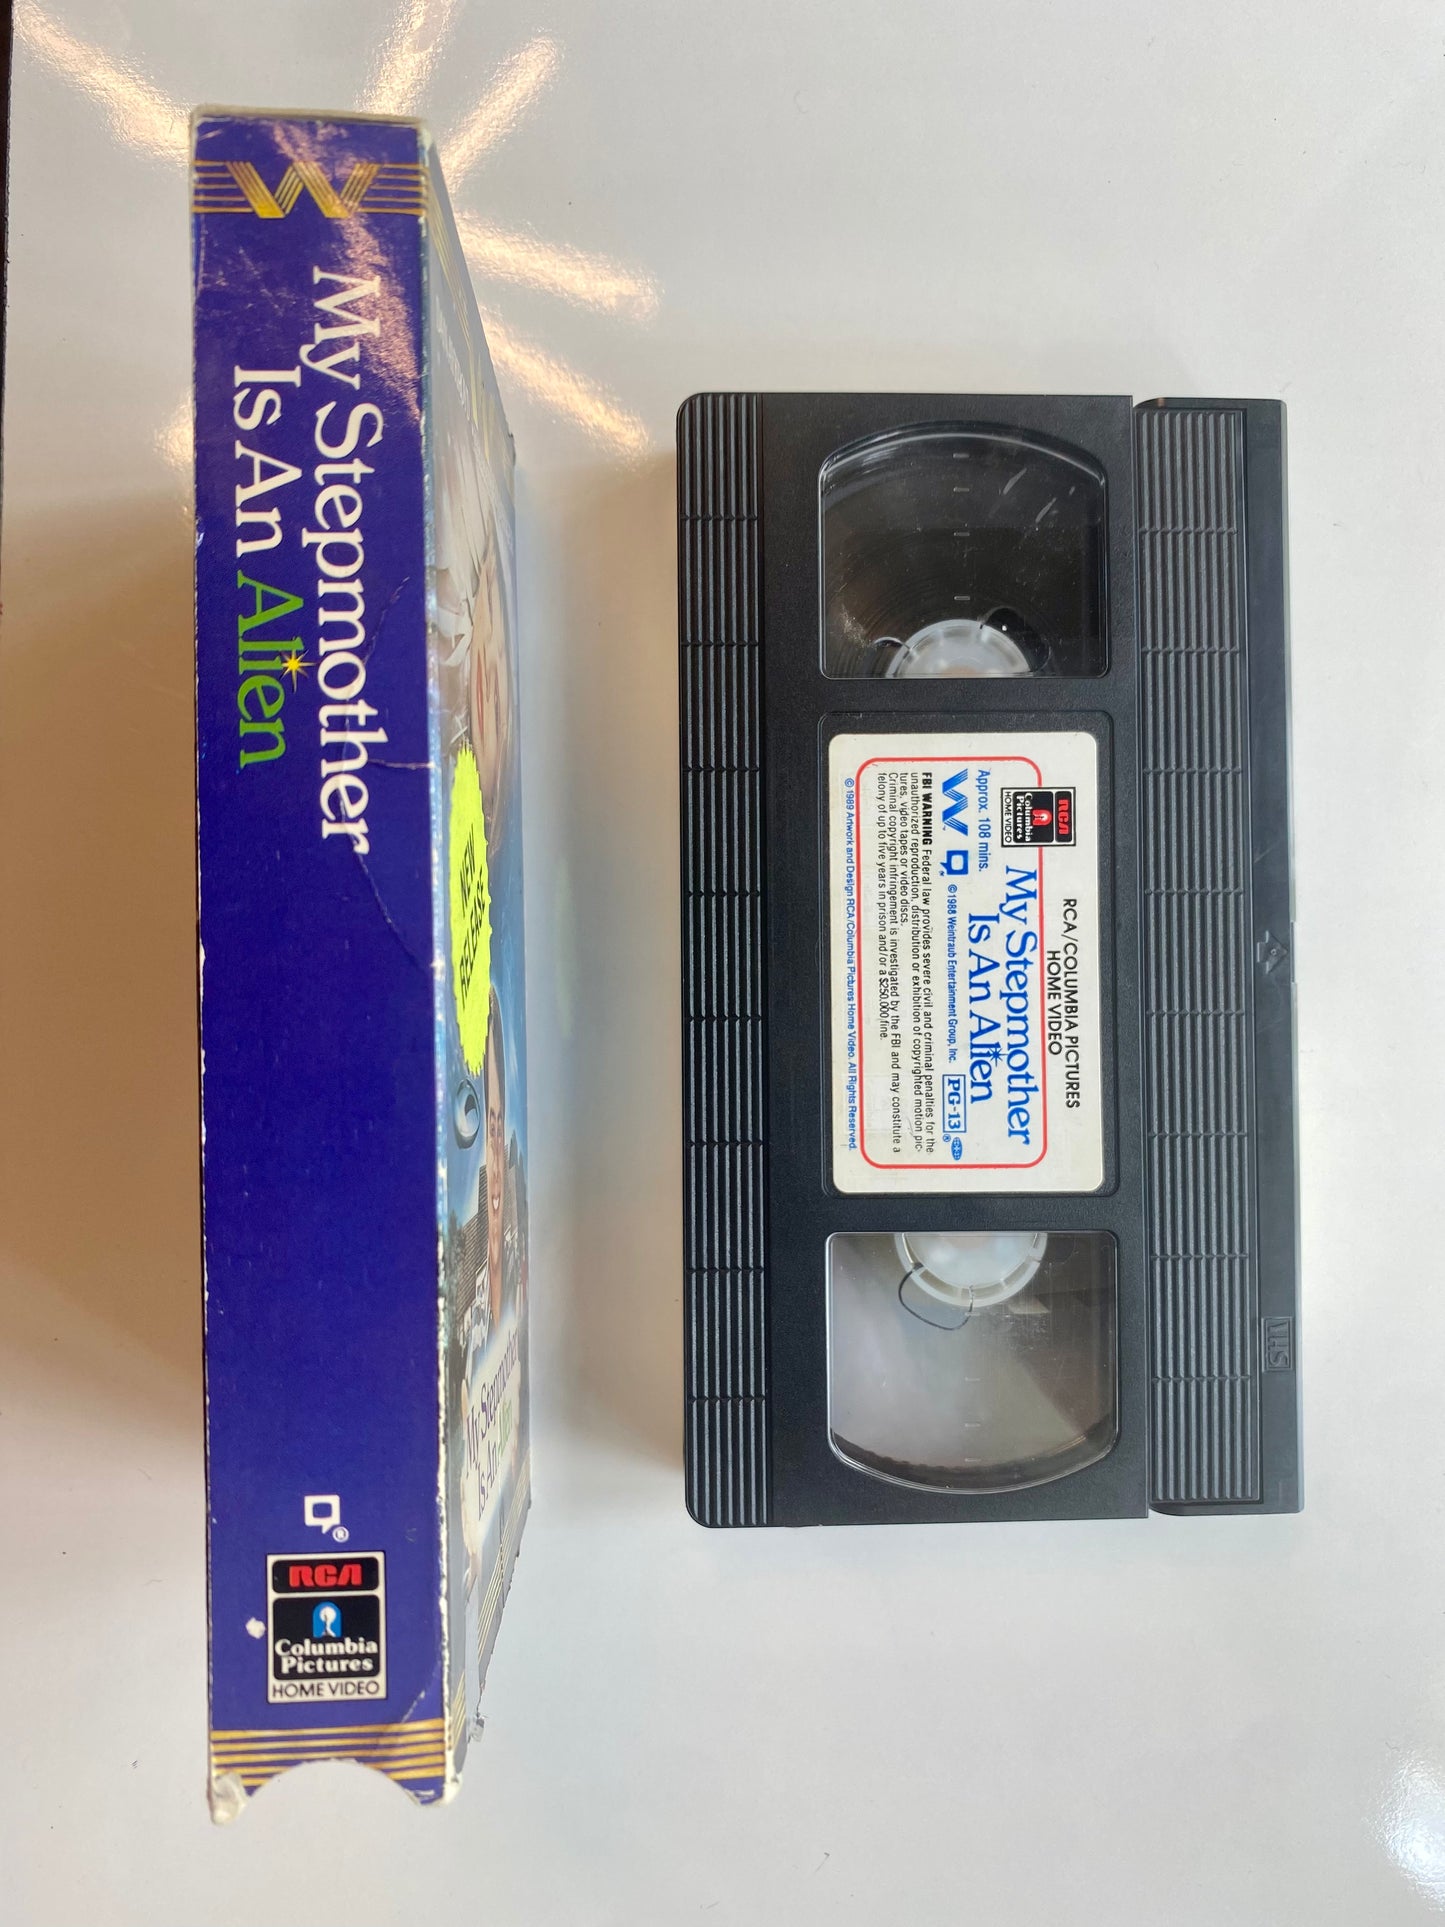 W
My Stepmother
Is An Alien
RCA
Columbia
Pictures
HOME VIDEO
NEW
RELEASE
My Stepmother
Is An Alien
RCA
Columbia
Pictures
HOME VIDEO
RCA/COLUMBIA PICTURES
HOME VIDEO
My Stepmother
Is An Alien
Approx. 108 mins.
W ©1988 Weintraub Entertainment Group, Inc. PG-13 ®
FBI WARNING Federal law provides severe civil and criminal penalties for the
unauthorized reproduction, distribution or exhibition of copyrighted motion pic-
tures, video tapes or video discs.
Criminal copyright infringement is investigated by the FBI and may constitute a
felony of up to five years in prison and/or a $250,000 fine.
© 1989 Artwork and Design RCA/Columbia Pictures Home Video. All Rights Reserved.
VHS